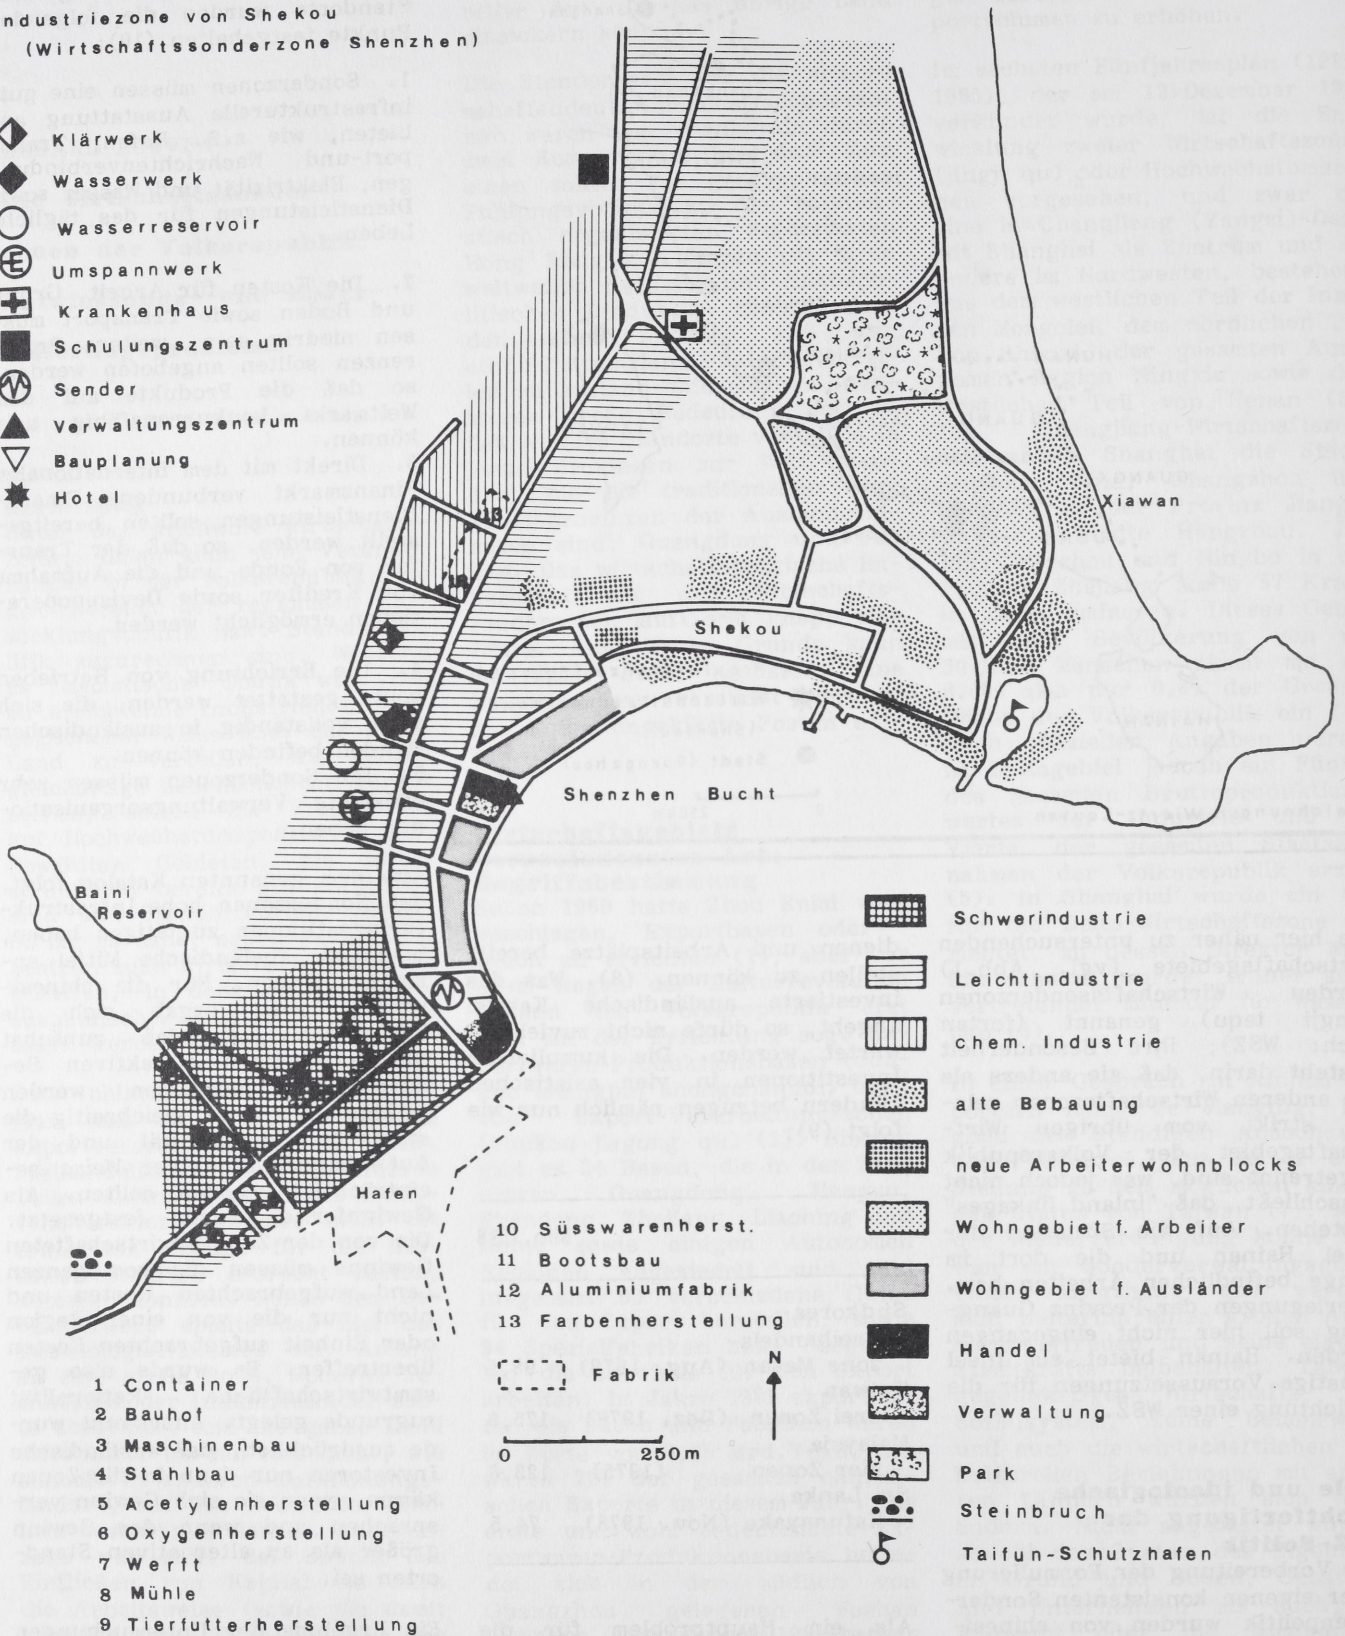 ndustriezone von Shekou
(Wirtschaftssonderzone Shenzhen)
Klärwerk
Wasserwerk
Wasserreservoir
Umspannwerk
Krankenhaus
Schulungszentrum
Sender
Verwaltungszentrum
Bauplanung
Hotel
13
Xiawan
Shekou
Shenzhen Bucht
Baini
Reservoir
Hafen
Schwerindustrie
Leichtindustrie
chem. Industrie
alte Bebauung
neue Arbeiterwohnblocks
Wohngebiet f. Arbeiter
Wohngebiet f. Ausländer
Handel
Verwaltung
Park
Steinbruch
Taifun-Schutzhafen
10 Süsswarenherst.
11 Bootsbau
12 Aluminiumfabrik
13 Farbenherstellung
Fabrik
N
0 250m
1 Container
2 Bauhof
3 Maschinenbau
4 Stahlbau
5 Acetylenherstellung
6 Oxygenherstellung
7 Werft
8 Mühle
9 Tierfutterherstellung